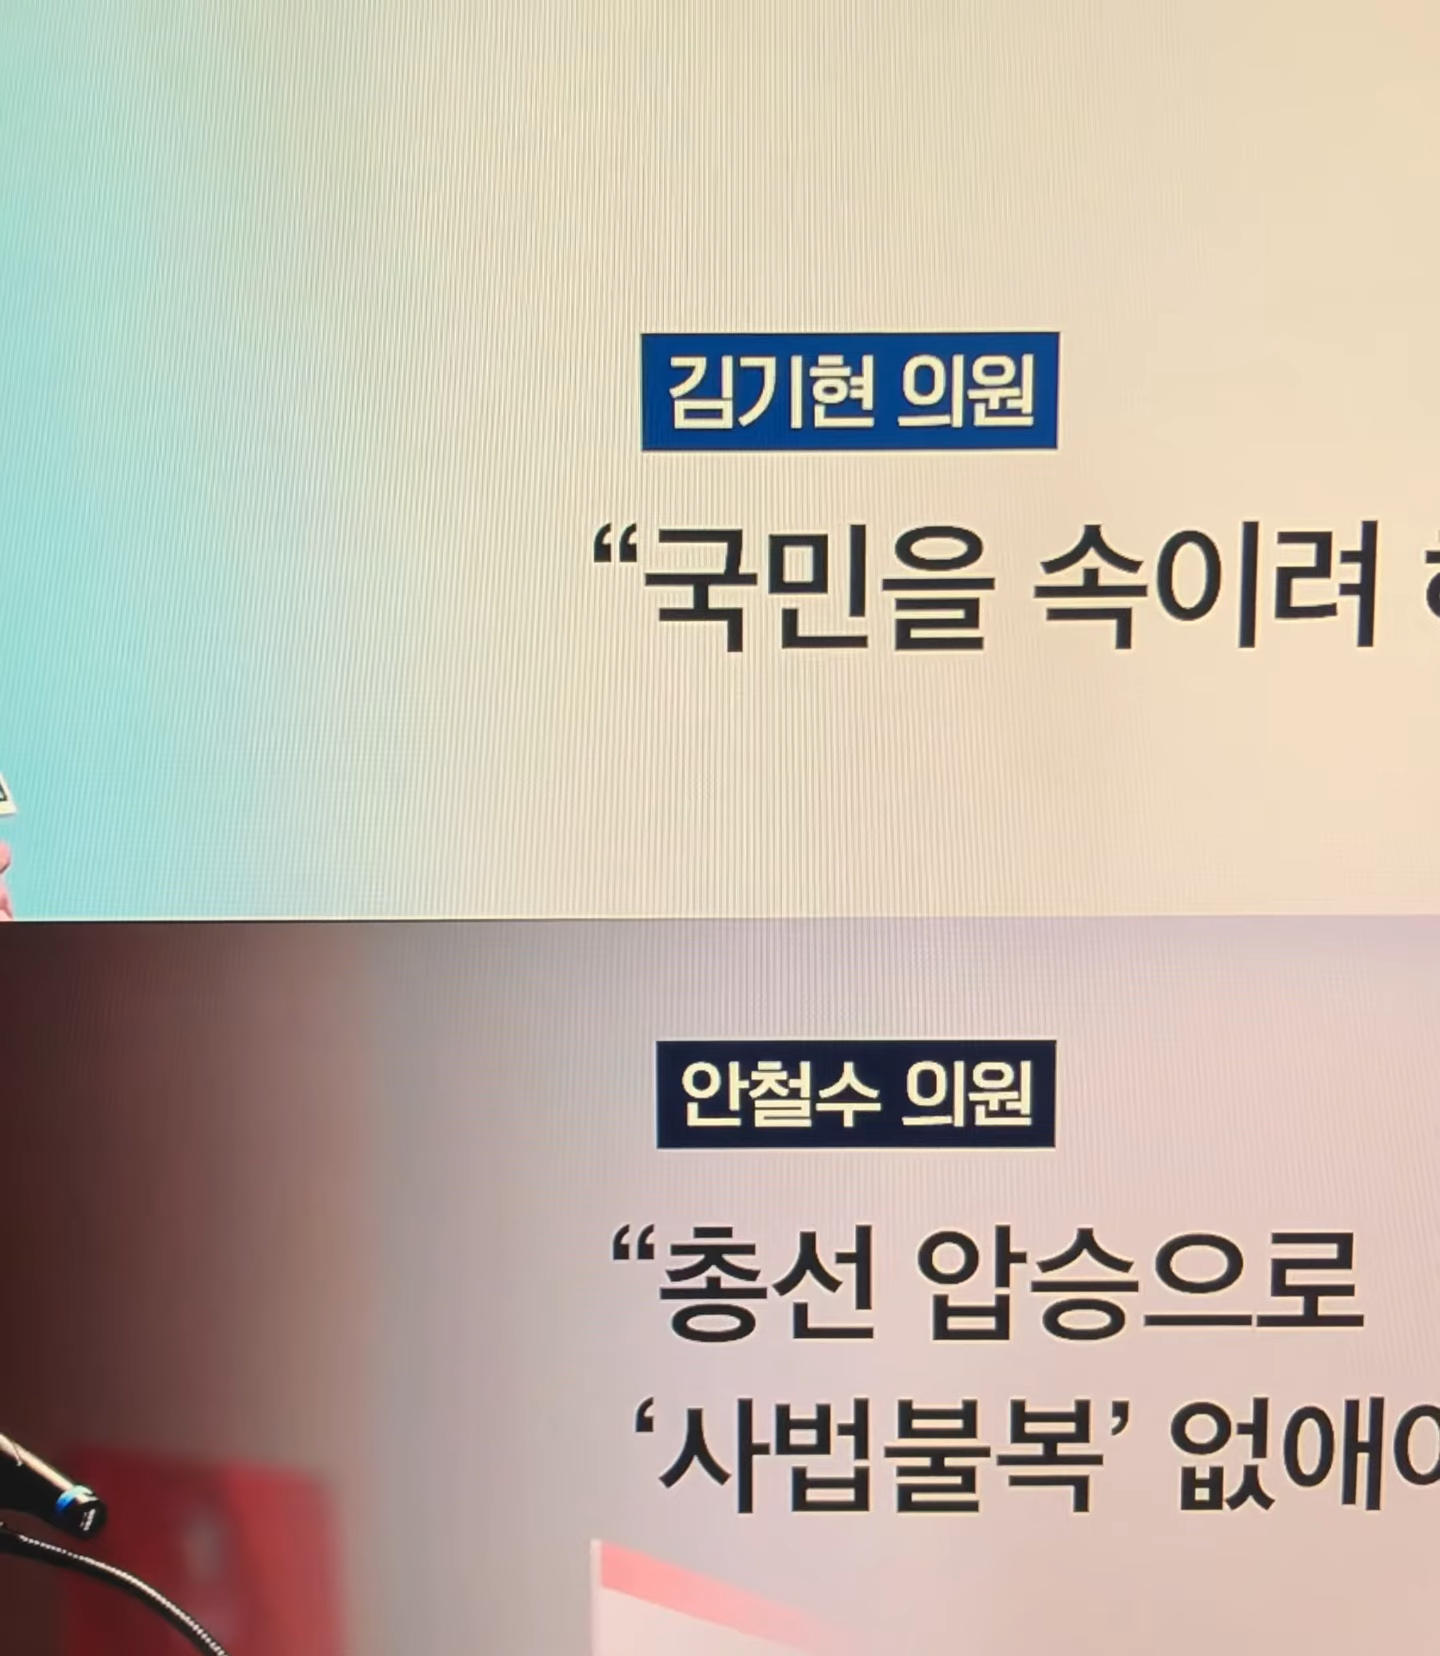 김기현 의원
“국민을 속이려
안철수 의원
“총선 압승으로
‘사법불복’ 없애